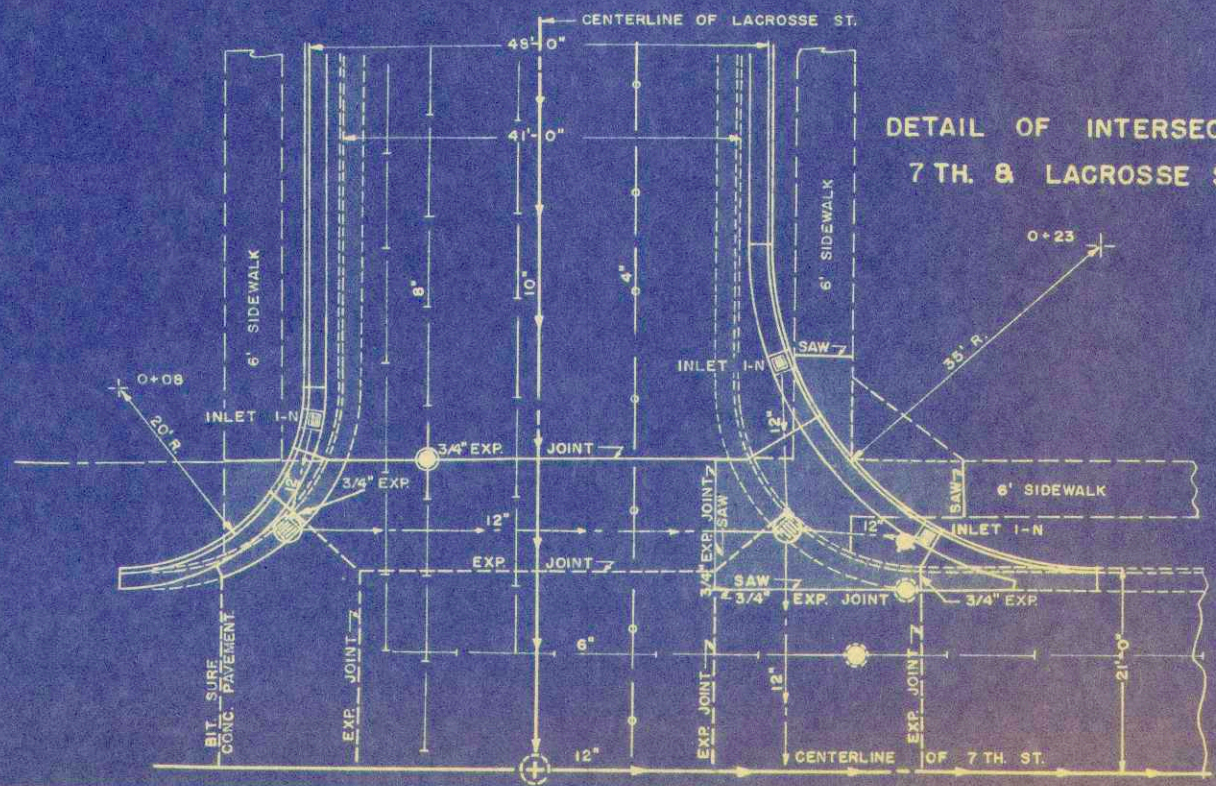 CENTERLINE OF LACROSSE ST.
48'-0"
41'-0"
DETAIL OF INTERSEC
7 TH. & LACROSSE S
0+23
6' SIDEWALK
6' SIDEWALK
8"
10"
4"
35' R.
SAW
INLET 1-N
0+08
20' R.
INLET 1-N
12"
3/4" EXP. JOINT
3/4" EXP.
12"
12"
3/4" EXP. JOINT
SAW
SAW
6' SIDEWALK
12"
INLET 1-N
EXP. JOINT
SAW
3/4" EXP. JOINT
3/4" EXP.
6"
BIT. SURF.
CONC. PAVEMENT
EXP. JOINT
EXP. JOINT
12"
EXP. JOINT
21'-0"
12"
CENTERLINE OF 7 TH. ST.